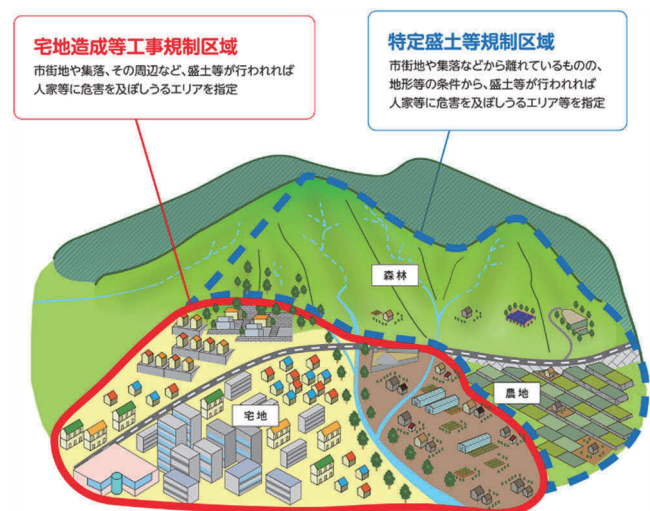 宅地造成等工事規制区域
市街地や集落、その周辺など、盛土等が行われれば
人家等に危害を及ぼしうるエリアを指定
特定盛土等規制区域
市街地や集落などから離れているものの、
地形等の条件から、盛土等が行われれば
人家等に危害を及ぼしうるエリア等を指定
森林
農地
宅地